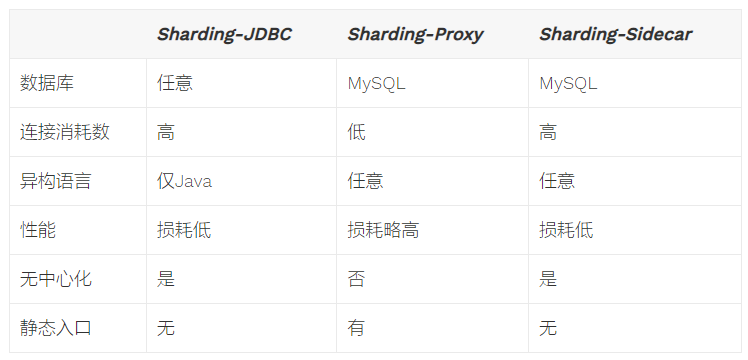 Sharding-JDBC Sharding-Proxy Sharding-Sidecar
数据库 任意 MySQL MySQL
连接消耗数 高 低 高
异构语言 仅Java 任意 任意
性能 损耗低 损耗略高 损耗低
无中心化 是 否 是
静态入口 无 有 无